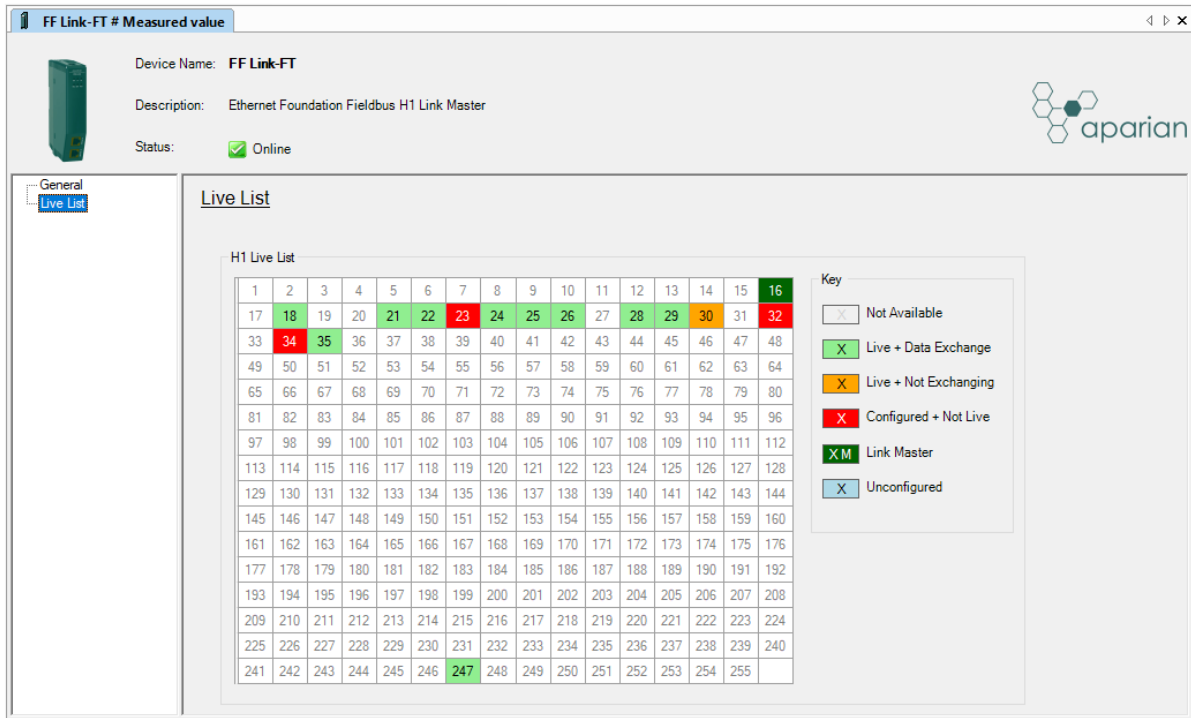 FF Link-FT # Measured value
Device Name: FF Link-FT
Description: Ethernet Foundation Fieldbus H1 Link Master
Status: Online
aparian
General
Live List
Live List
H1 Live List
1 2 3 4 5 6 7 8 9 10 11 12 13 14 15 16
17 18 19 20 21 22 23 24 25 26 27 28 29 30 31 32
33 34 35 36 37 38 39 40 41 42 43 44 45 46 47 48
49 50 51 52 53 54 55 56 57 58 59 60 61 62 63 64
65 66 67 68 69 70 71 72 73 74 75 76 77 78 79 80
81 82 83 84 85 86 87 88 89 90 91 92 93 94 95 96
97 98 99 100 101 102 103 104 105 106 107 108 109 110 111 112
113 114 115 116 117 118 119 120 121 122 123 124 125 126 127 128
129 130 131 132 133 134 135 136 137 138 139 140 141 142 143 144
145 146 147 148 149 150 151 152 153 154 155 156 157 158 159 160
161 162 163 164 165 166 167 168 169 170 171 172 173 174 175 176
177 178 179 180 181 182 183 184 185 186 187 188 189 190 191 192
193 194 195 196 197 198 199 200 201 202 203 204 205 206 207 208
209 210 211 212 213 214 215 216 217 218 219 220 221 222 223 224
225 226 227 228 229 230 231 232 233 234 235 236 237 238 239 240
241 242 243 244 245 246 247 248 249 250 251 252 253 254 255
Key
X Not Available
X Live + Data Exchange
X Live + Not Exchanging
X Configured + Not Live
X M Link Master
X Unconfigured